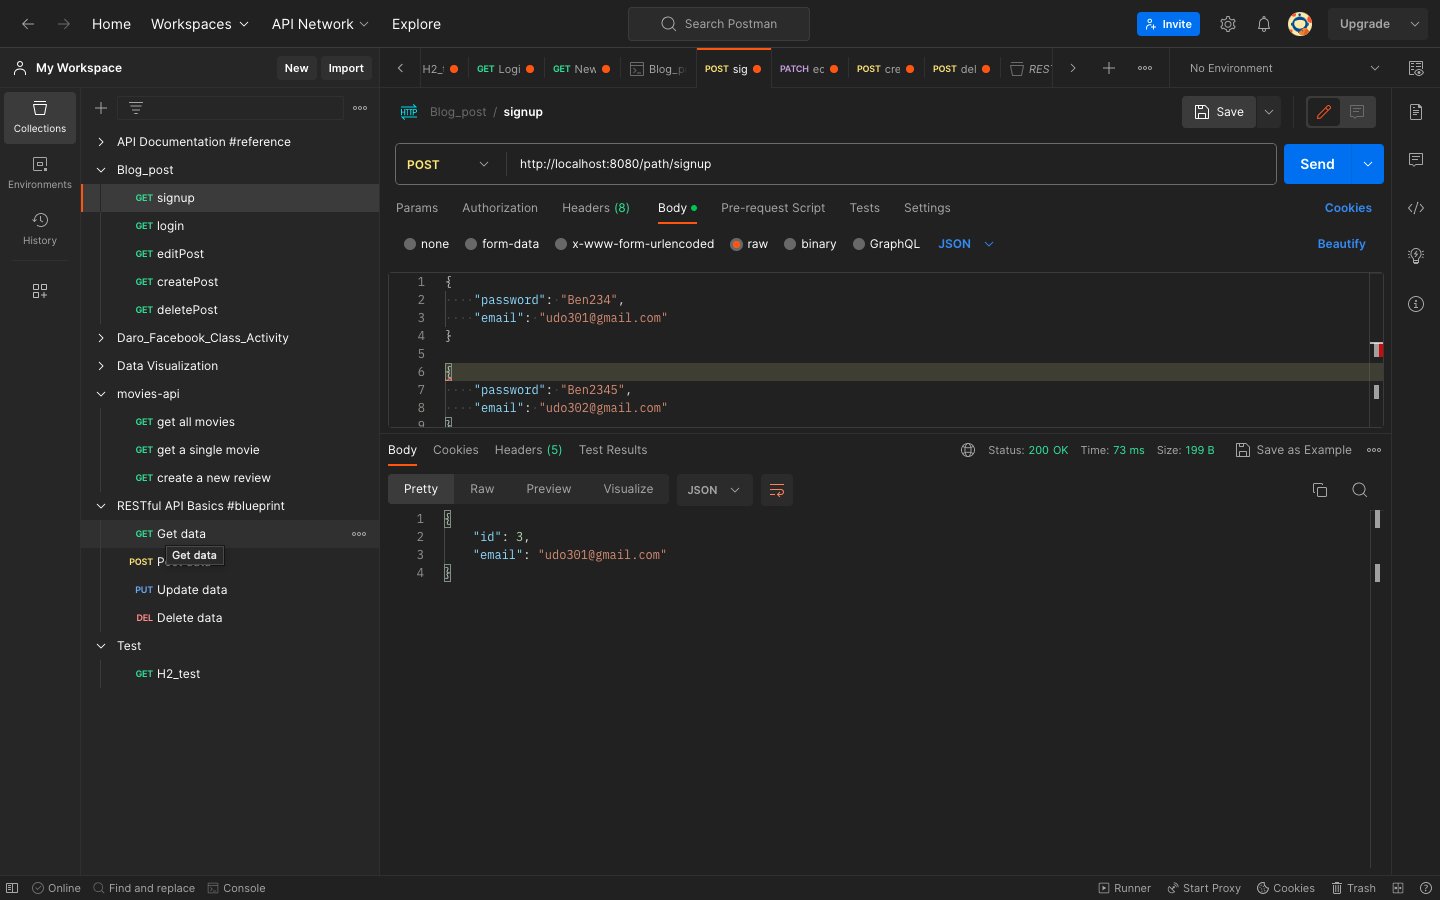 Home Workspaces API Network Explore Search Postman Invite Upgrade
My Workspace New Import H2_ GET Logi GET New Blog_p POST sig PATCH ec POST cre POST del RES No Environment
Collections
Environments
History
API Documentation #reference
Blog_post
GET signup
GET login
GET editPost
GET createPost
GET deletePost
Daro_Facebook_Class_Activity
Data Visualization
movies-api
GET get all movies
GET get a single movie
GET create a new review
RESTful API Basics #blueprint
GET Get data
Get data
POST
PUT Update data
DEL Delete data
Test
GET H2_test
HTTP Blog_post / signup Save
POST http://localhost:8080/path/signup Send
Params Authorization Headers (8) Body Pre-request Script Tests Settings Cookies
none form-data x-www-form-urlencoded raw binary GraphQL JSON Beautify
1 {
2 "password": "Ben234",
3 "email": "udo301@gmail.com"
4 }
5
6 {
7 "password": "Ben2345",
8 "email": "udo302@gmail.com"
9 }
Body Cookies Headers (5) Test Results Status: 200 OK Time: 73 ms Size: 199 B Save as Example
Pretty Raw Preview Visualize JSON
1 {
2 "id": 3,
3 "email": "udo301@gmail.com"
4 }
Online Find and replace Console Runner Start Proxy Cookies Trash